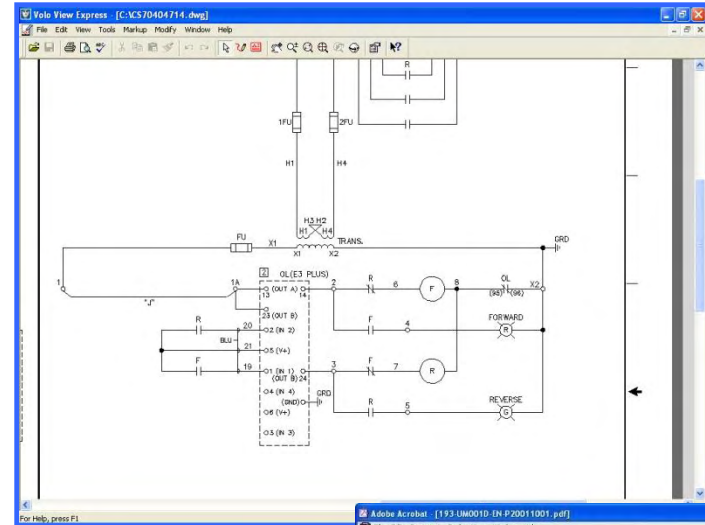 Volo View Express - [C:\CS70404714.dwg]
File Edit View Tools Markup Modify Window Help
R
1FU
2FU
H1
H4
H3 H2
H1 H4
FU
X1
TRANS.
X1 X2
GRD
2 OL(E3 PLUS)
1
"J"
1A
13 (OUT A) 14
2
R
6
F
8
OL
(95) (96)
X2
23 (OUT B)
FORWARD
R
20
2 (IN 2)
F
4
R
BLU
21
5 (V+)
F
19
1 (IN 1)
(OUT B) 24
3
F
7
R
4 (IN 4)
(GND)
GRD
6 (V+)
R
5
REVERSE
G
3 (IN 3)
For Help, press F1
Adobe Acrobat - [193-UM001D-EN-P20011001.pdf]